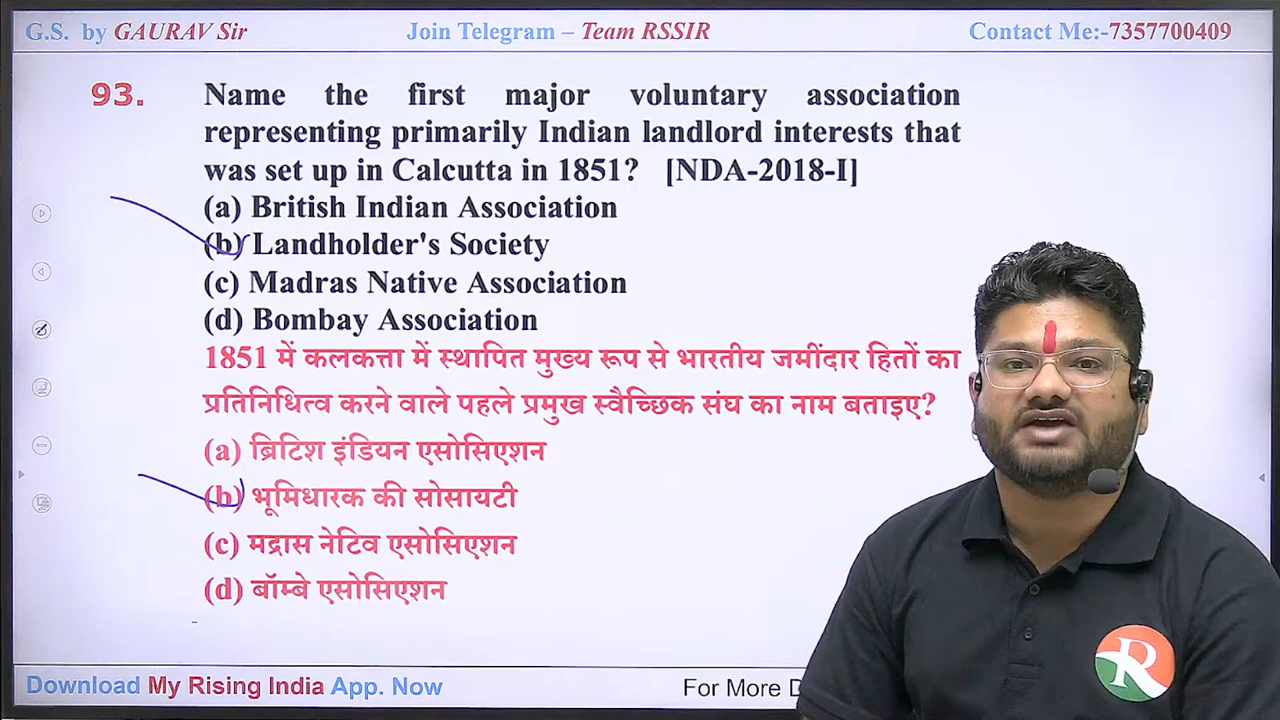 G.S. by GAURAV Sir
Join Telegram – Team RSSIR
Contact Me:-7357700409
93.
Name the first major voluntary association
representing primarily Indian landlord interests that
was set up in Calcutta in 1851? [NDA-2018-I]
(a) British Indian Association
(b) Landholder's Society
(c) Madras Native Association
(d) Bombay Association
1851 में कलकत्ता में स्थापित मुख्य रूप से भारतीय जमींदार हितों का
प्रतिनिधित्व करने वाले पहले प्रमुख स्वैच्छिक संघ का नाम बताइए?
(a) ब्रिटिश इंडियन एसोसिएशन
(b) भूमिधारक की सोसायटी
(c) मद्रास नेटिव एसोसिएशन
(d) बॉम्बे एसोसिएशन
R
Download My Rising India App. Now
For More D